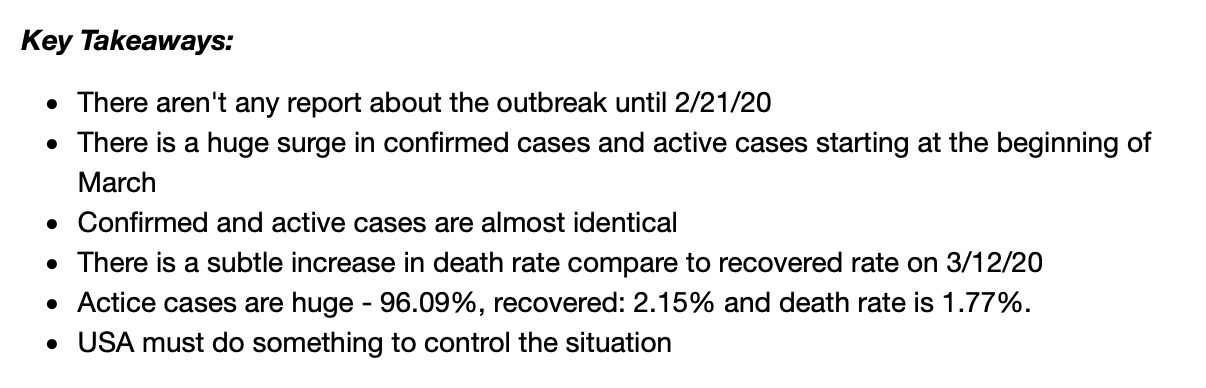 Key Takeaways:
• There aren't any report about the outbreak until 2/21/20
• There is a huge surge in confirmed cases and active cases starting at the beginning of
March
• Confirmed and active cases are almost identical
• There is a subtle increase in death rate compare to recovered rate on 3/12/20
• Actice cases are huge - 96.09%, recovered: 2.15% and death rate is 1.77%.
• USA must do something to control the situation